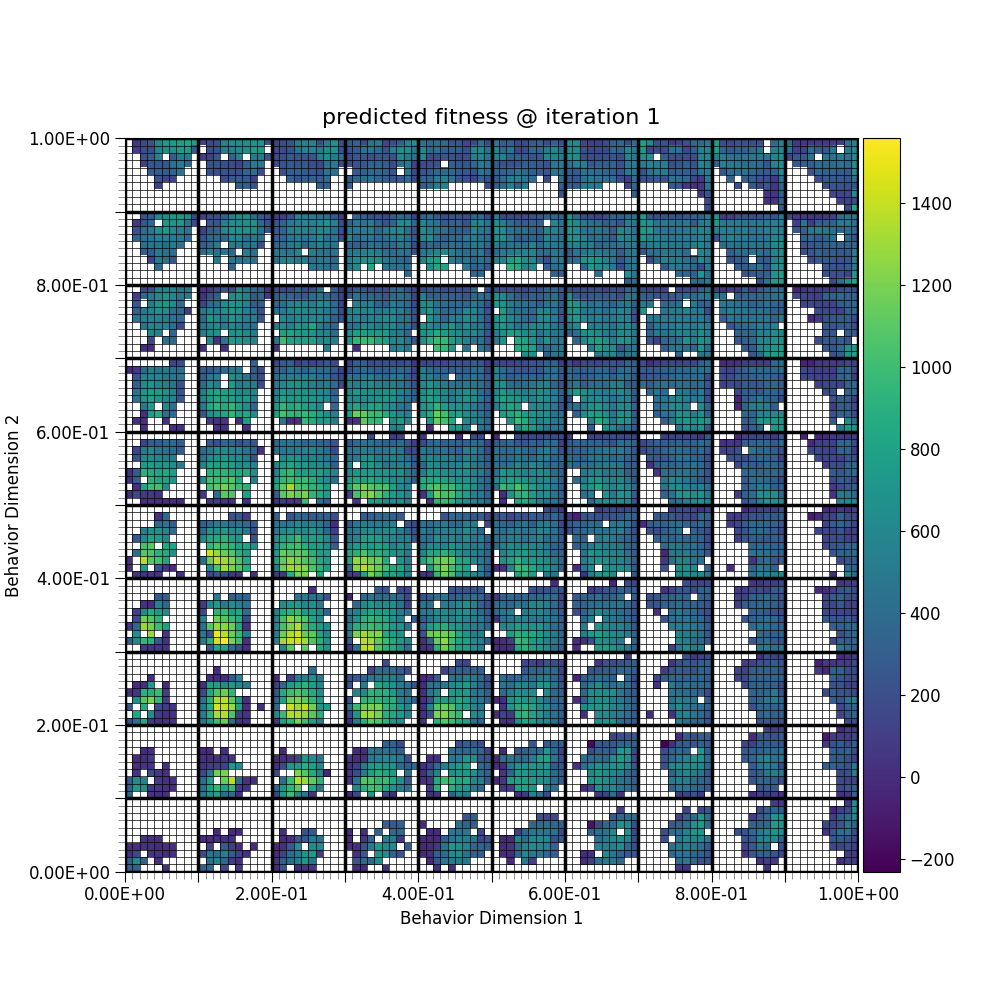 predicted fitness @ iteration 1
1.00E+00
8.00E-01
6.00E-01
4.00E-01
2.00E-01
0.00E+00
Behavior Dimension 2
0.00E+00 2.00E-01 4.00E-01 6.00E-01 8.00E-01 1.00E+00
Behavior Dimension 1
1400
1200
1000
800
600
400
200
0
−200